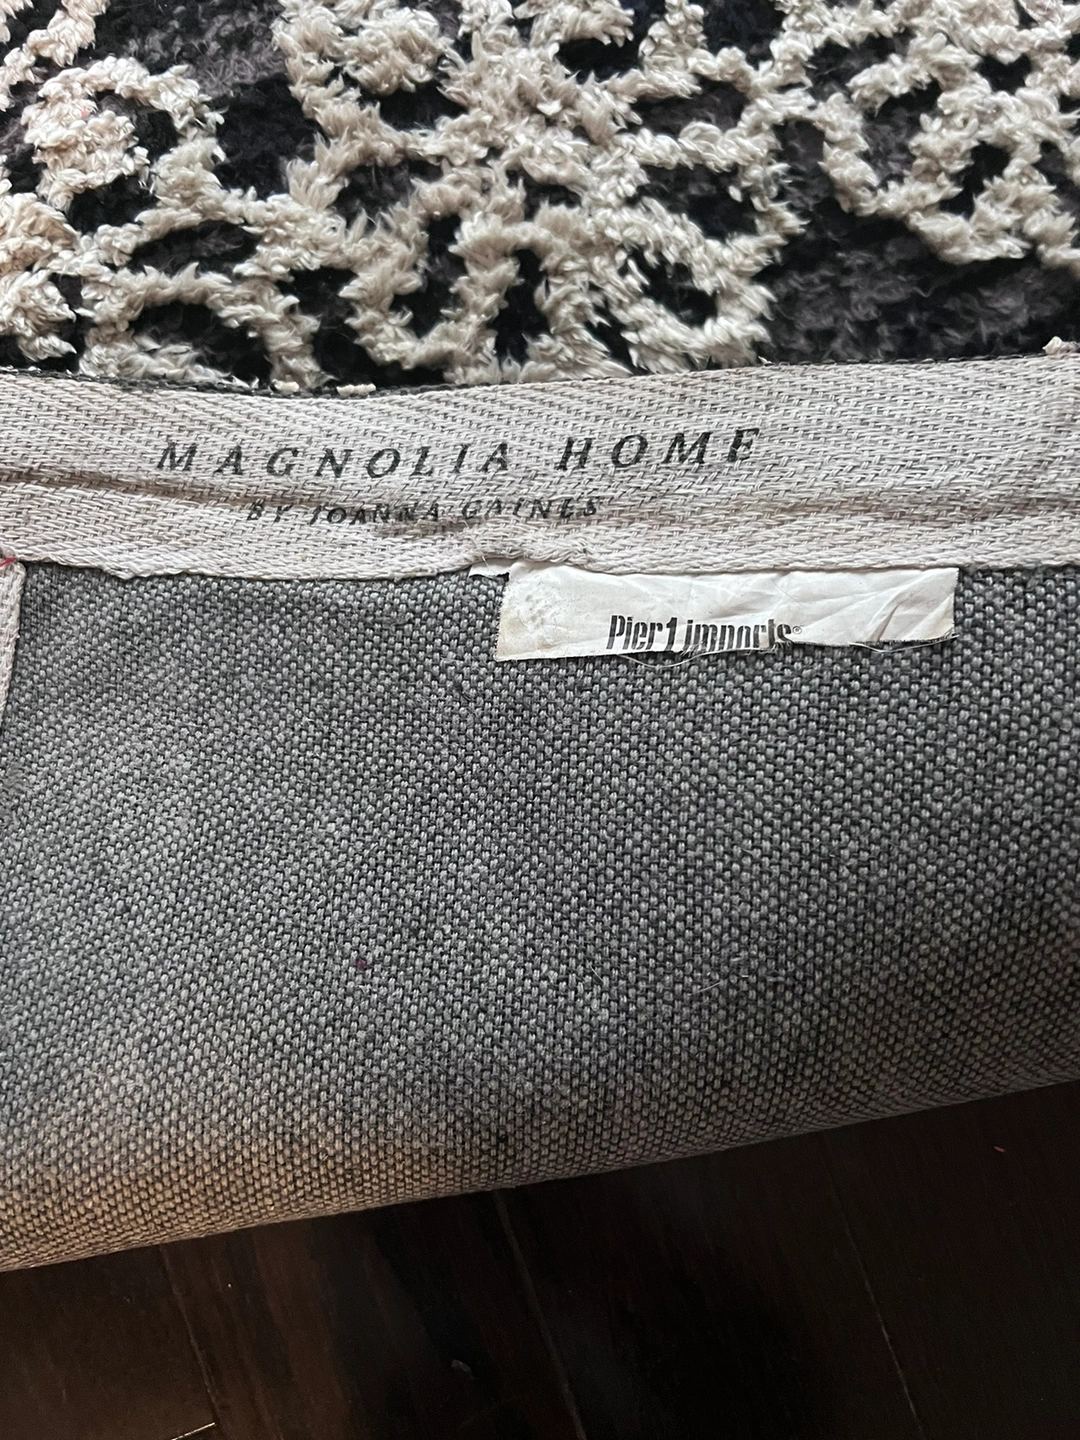 MAGNOLIA HOME
BY JOANNA GAINES
Pier 1 imports®